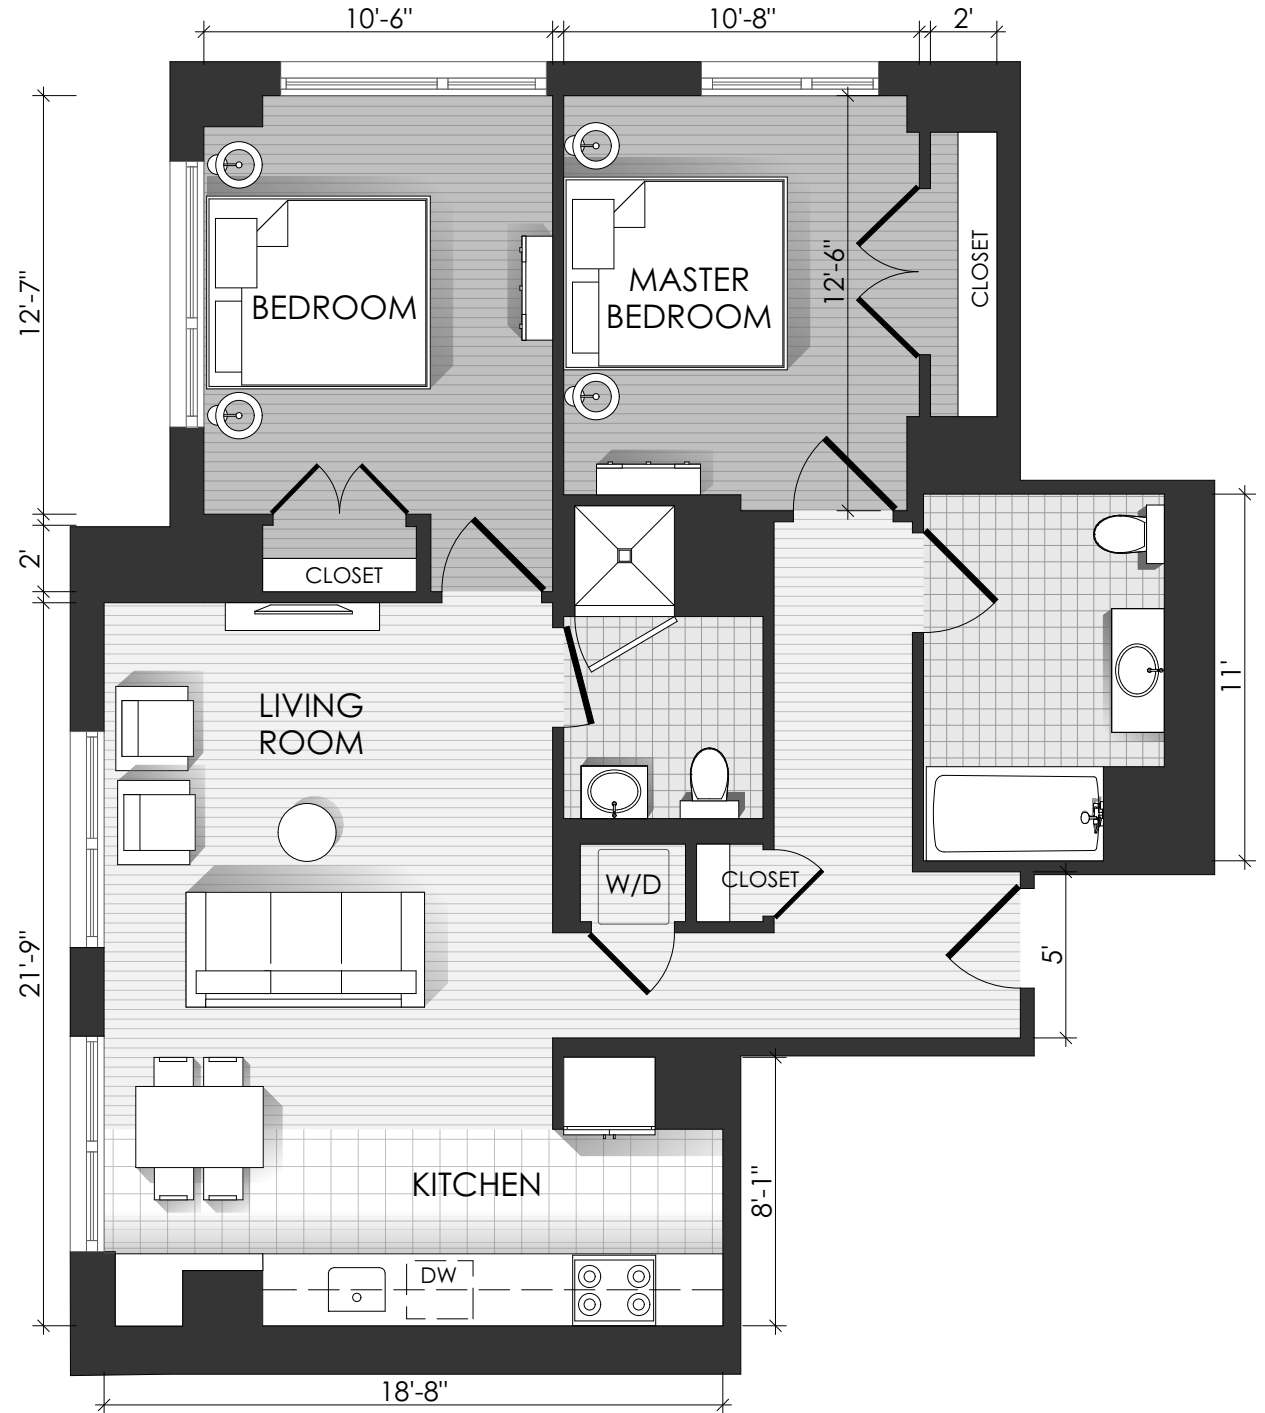 10'-6"
10'-8"
2'
12'-7"
12'-6"
CLOSET
BEDROOM
MASTER
BEDROOM
2'
CLOSET
LIVING
ROOM
11'
W/D
CLOSET
21'-9"
5'
KITCHEN
8'-1"
DW
18'-8"